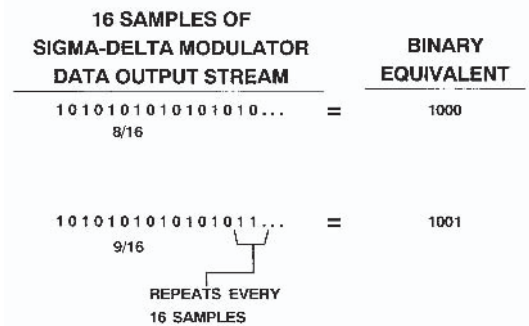 16 SAMPLES OF
SIGMA-DELTA MODULATOR
DATA OUTPUT STREAM
BINARY
EQUIVALENT
1010101010101010... = 1000
8/16
1010101010101011... = 1001
9/16
REPEATS EVERY
16 SAMPLES